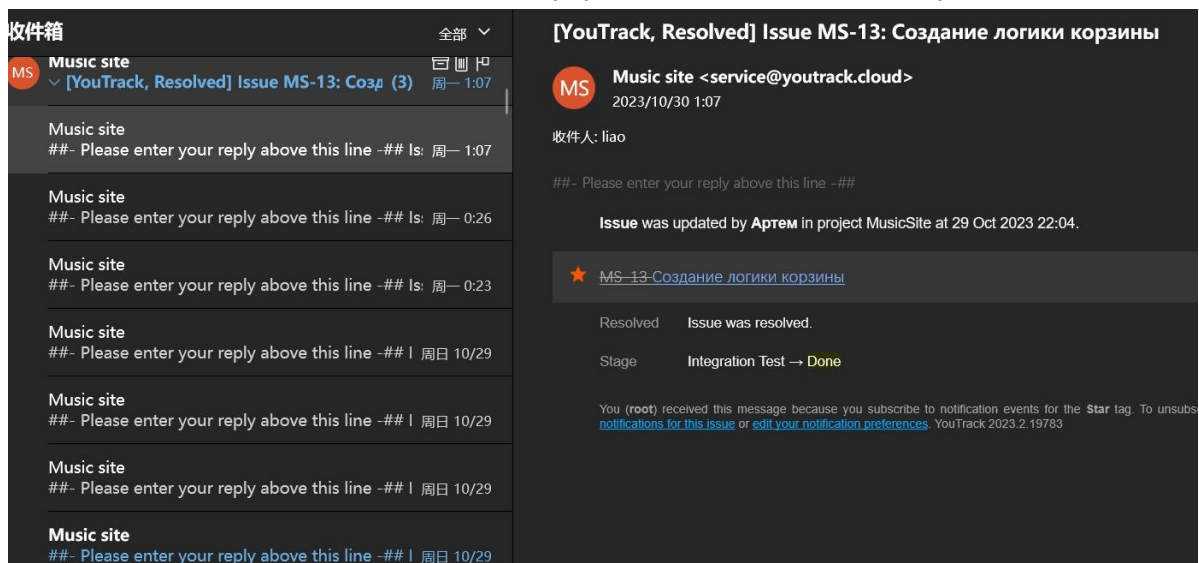 收件箱
全部
MS
Music site
[YouTrack, Resolved] Issue MS-13: Созд (3) 周一 1:07
Music site
##- Please enter your reply above this line -## Is: 周一 1:07
Music site
##- Please enter your reply above this line -## Is: 周一 0:26
Music site
##- Please enter your reply above this line -## Is: 周一 0:23
Music site
##- Please enter your reply above this line -## I 周日 10/29
Music site
##- Please enter your reply above this line -## I 周日 10/29
Music site
##- Please enter your reply above this line -## I 周日 10/29
Music site
##- Please enter your reply above this line -## I 周日 10/29
[YouTrack, Resolved] Issue MS-13: Создание логики корзины
MS
Music site <service@youtrack.cloud>
2023/10/30 1:07
收件人: liao
##- Please enter your reply above this line -##
Issue was updated by Артем in project MusicSite at 29 Oct 2023 22:04.
MS-13 Создание логики корзины
Resolved Issue was resolved.
Stage Integration Test → Done
You (root) received this message because you subscribe to notification events for the Star tag. To unsubsc
notifications for this issue or edit your notification preferences. YouTrack 2023.2.19783